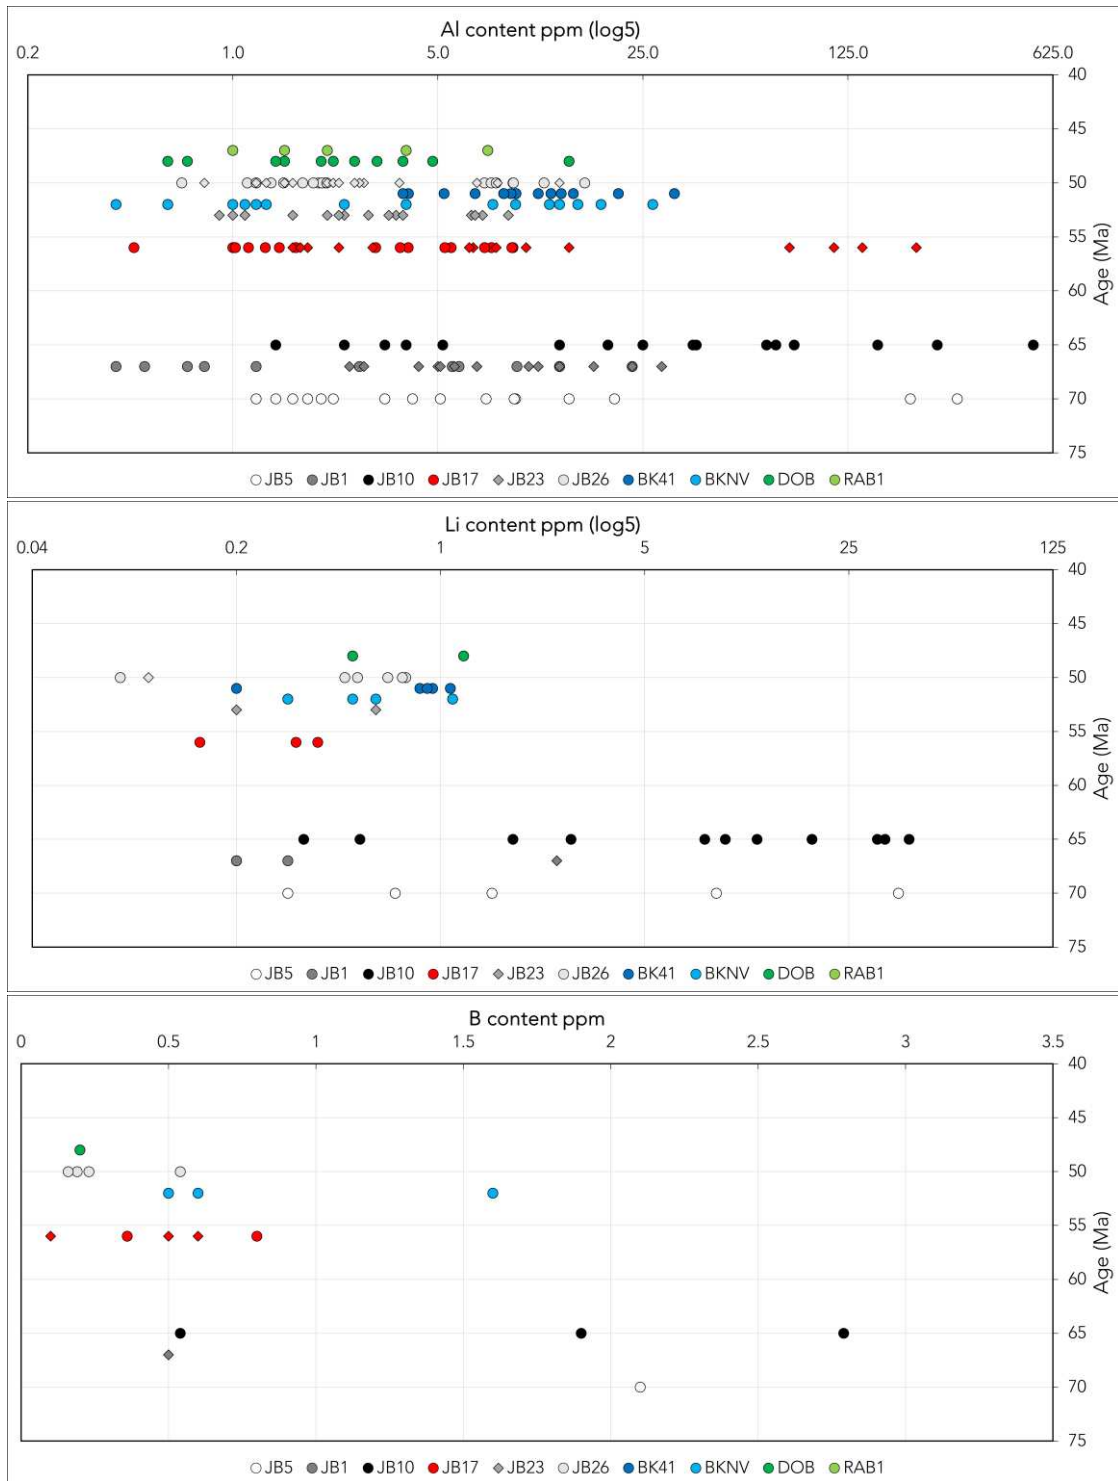 Al content ppm (log5)
0.2 1.0 5.0 25.0 125.0 625.0
40
45
50
55
60
65
70
75
Age (Ma)
JB5 JB1 JB10 JB17 JB23 JB26 BK41 BKNV DOB RAB1
Li content ppm (log5)
0.04 0.2 1 5 25 125
40
45
50
55
60
65
70
75
Age (Ma)
JB5 JB1 JB10 JB17 JB23 JB26 BK41 BKNV DOB RAB1
B content ppm
0 0.5 1 1.5 2 2.5 3 3.5
40
45
50
55
60
65
70
75
Age (Ma)
JB5 JB1 JB10 JB17 JB23 JB26 BK41 BKNV DOB RAB1